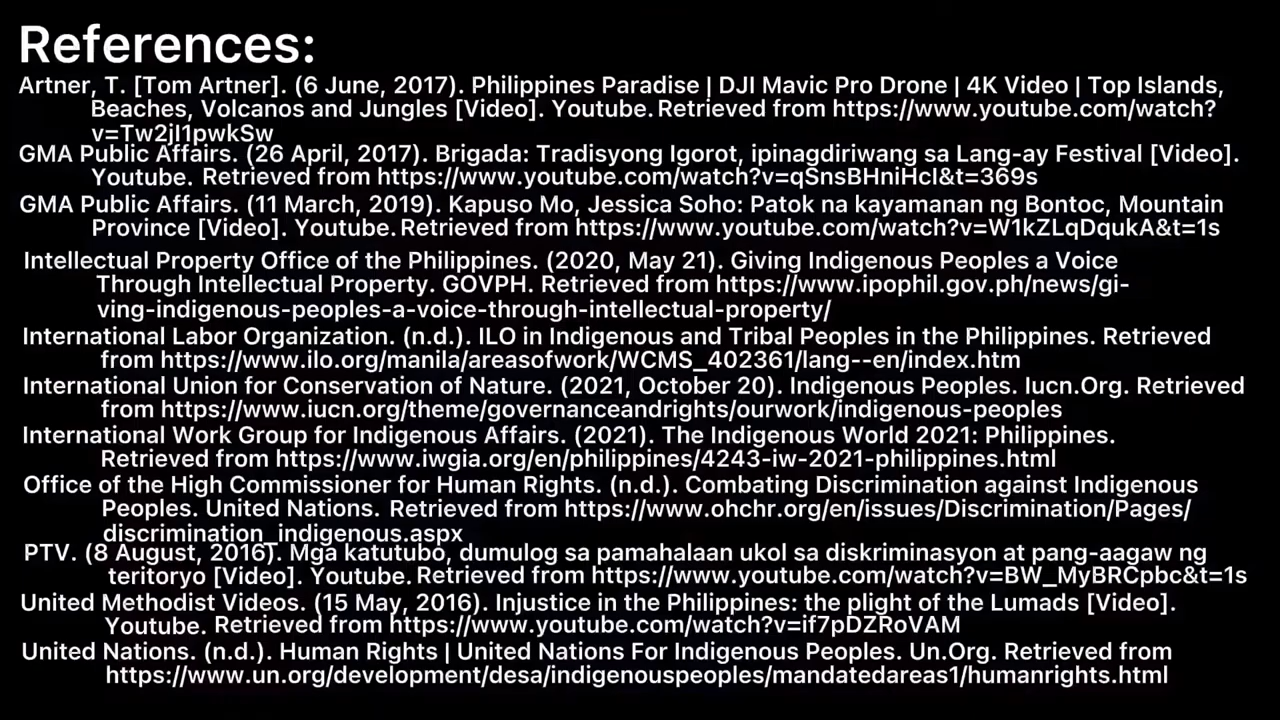 References:
Artner, T. [Tom Artner]. (6 June, 2017). Philippines Paradise | DJI Mavic Pro Drone | 4K Video | Top Islands,
Beaches, Volcanos and Jungles [Video]. Youtube. Retrieved from https://www.youtube.com/watch?
v=Tw2jI1pwkSw
GMA Public Affairs. (26 April, 2017). Brigada: Tradisyong Igorot, ipinagdiriwang sa Lang-ay Festival [Video].
Youtube. Retrieved from https://www.youtube.com/watch?v=qSnsBHniHcI&t=369s
GMA Public Affairs. (11 March, 2019). Kapuso Mo, Jessica Soho: Patok na kayamanan ng Bontoc, Mountain
Province [Video]. Youtube. Retrieved from https://www.youtube.com/watch?v=W1kZLqDqukA&t=1s
Intellectual Property Office of the Philippines. (2020, May 21). Giving Indigenous Peoples a Voice
Through Intellectual Property. GOVPH. Retrieved from https://www.ipophil.gov.ph/news/gi-
ving-indigenous-peoples-a-voice-through-intellectual-property/
International Labor Organization. (n.d.). ILO in Indigenous and Tribal Peoples in the Philippines. Retrieved
from https://www.ilo.org/manila/areasofwork/WCMS_402361/lang--en/index.htm
International Union for Conservation of Nature. (2021, October 20). Indigenous Peoples. Iucn.Org. Retrieved
from https://www.iucn.org/theme/governanceandrights/ourwork/indigenous-peoples
International Work Group for Indigenous Affairs. (2021). The Indigenous World 2021: Philippines.
Retrieved from https://www.iwgia.org/en/philippines/4243-iw-2021-philippines.html
Office of the High Commissioner for Human Rights. (n.d.). Combating Discrimination against Indigenous
Peoples. United Nations. Retrieved from https://www.ohchr.org/en/issues/Discrimination/Pages/
discrimination_indigenous.aspx
PTV. (8 August, 2016). Mga katutubo, dumulog sa pamahalaan ukol sa diskriminasyon at pang-aagaw ng
teritoryo [Video]. Youtube. Retrieved from https://www.youtube.com/watch?v=BW_MyBRCpbc&t=1s
United Methodist Videos. (15 May, 2016). Injustice in the Philippines: the plight of the Lumads [Video].
Youtube. Retrieved from https://www.youtube.com/watch?v=if7pDZRoVAM
United Nations. (n.d.). Human Rights | United Nations For Indigenous Peoples. Un.Org. Retrieved from
https://www.un.org/development/desa/indigenouspeoples/mandatedareas1/humanrights.html